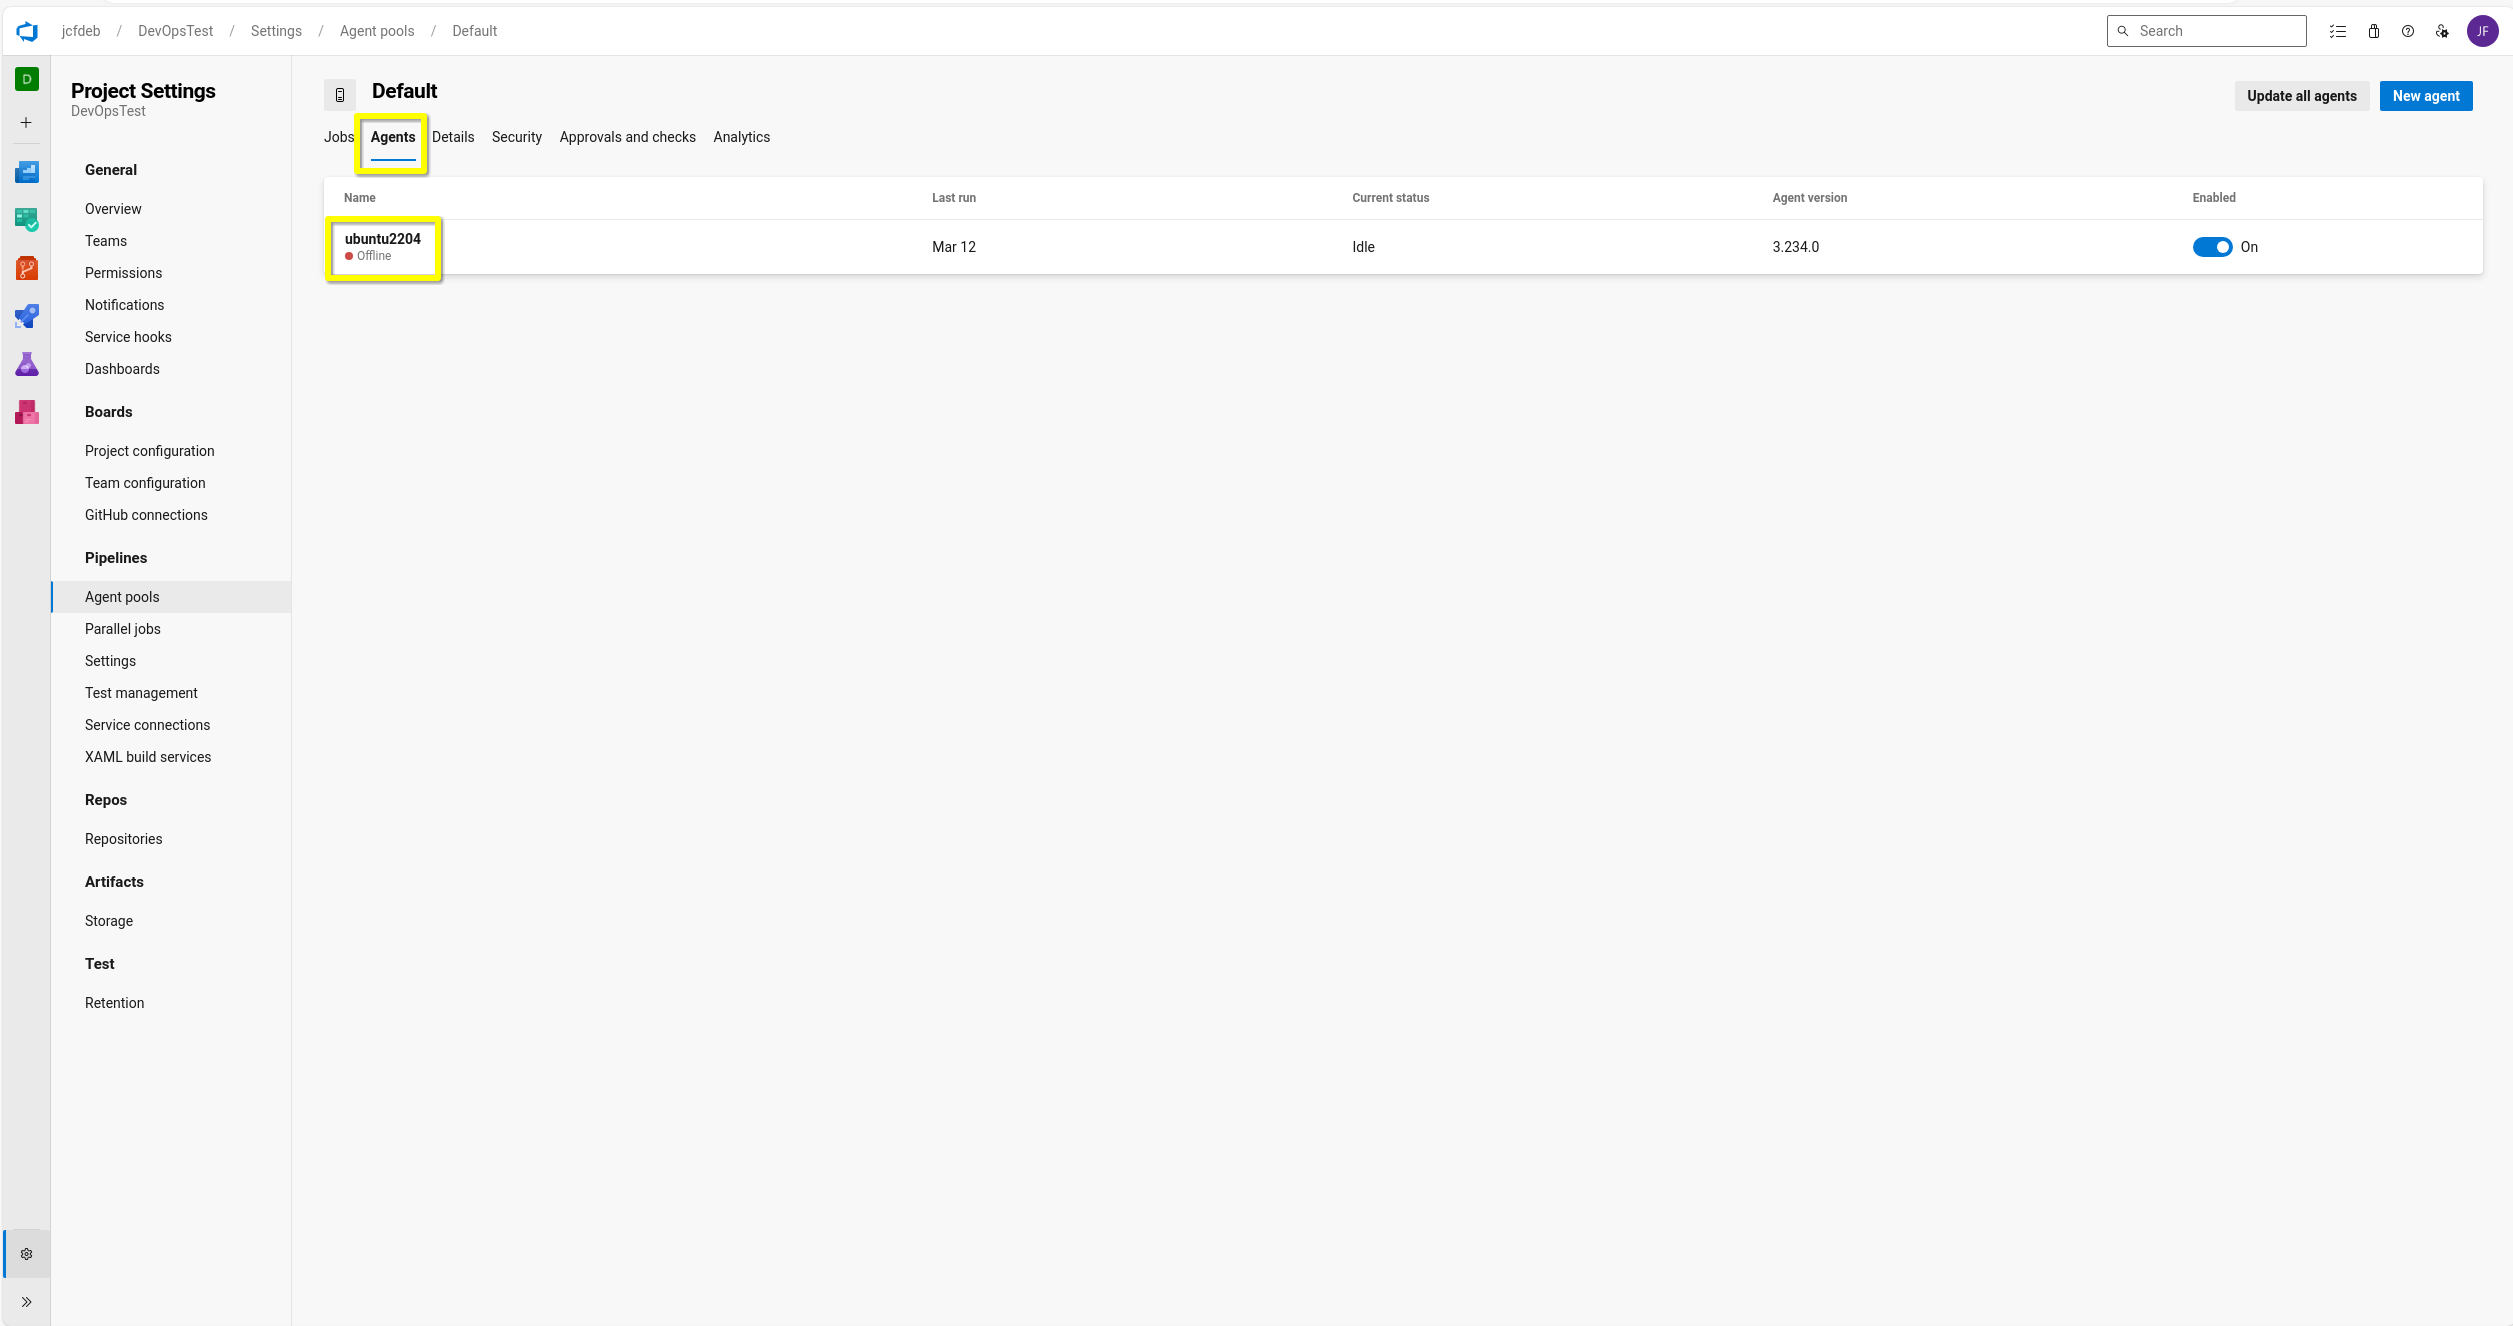 jcfdeb / DevOpsTest / Settings / Agent pools / Default
Search
JF
D
Project Settings
DevOpsTest
General
Overview
Teams
Permissions
Notifications
Service hooks
Dashboards
Boards
Project configuration
Team configuration
GitHub connections
Pipelines
Agent pools
Parallel jobs
Settings
Test management
Service connections
XAML build services
Repos
Repositories
Artifacts
Storage
Test
Retention
Default
Update all agents
New agent
Jobs Agents Details Security Approvals and checks Analytics
Name Last run Current status Agent version Enabled
ubuntu2204 Mar 12 Idle 3.234.0 On
Offline